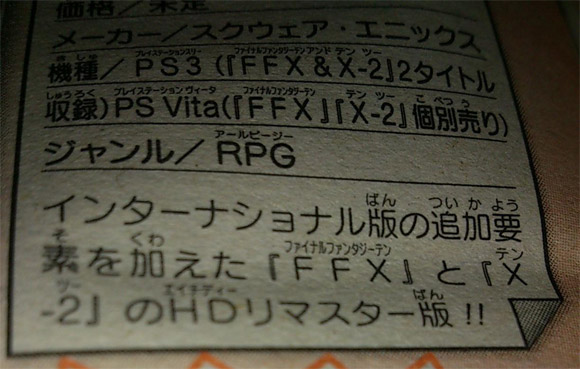 価格／未定
メーカー／スクウェア・エニックス
機種／PS3（『FFX＆X-2』2タイトル
収録）PS Vita(『FFX』『X-2』個別売り)
ジャンル／RPG
インターナショナル版の追加要
素を加えた『FFX』と『X
-2』のHDリマスター版!!